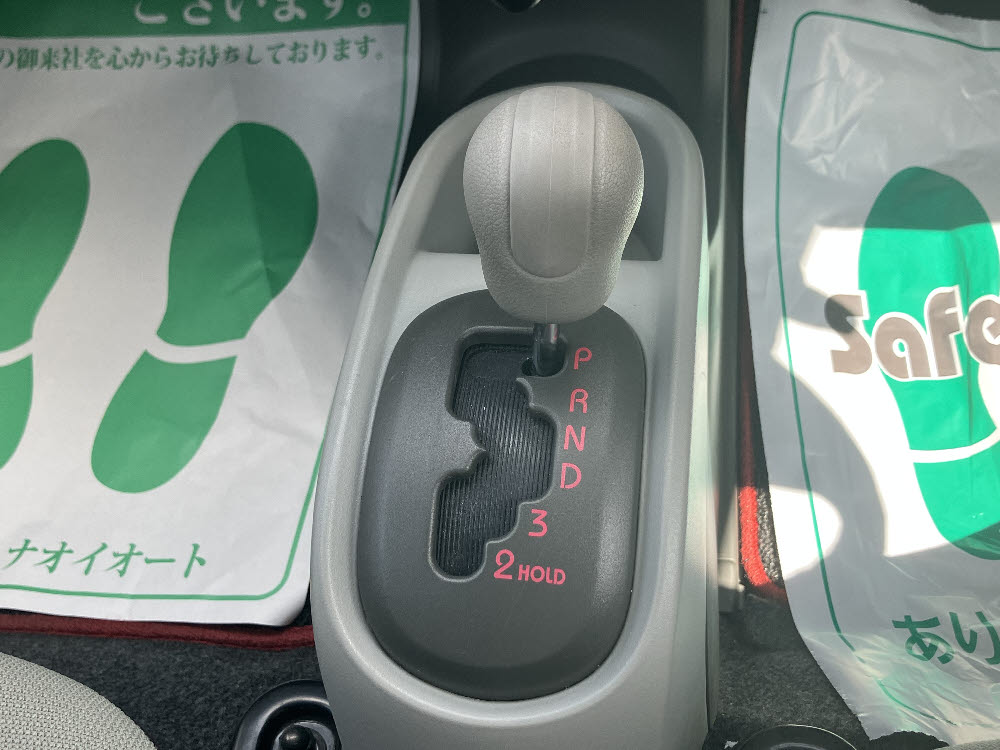 ございます。
の御来社を心からお待ちしております。
ナオイオート
P
R
N
D
3
2 HOLD
Safe
あり